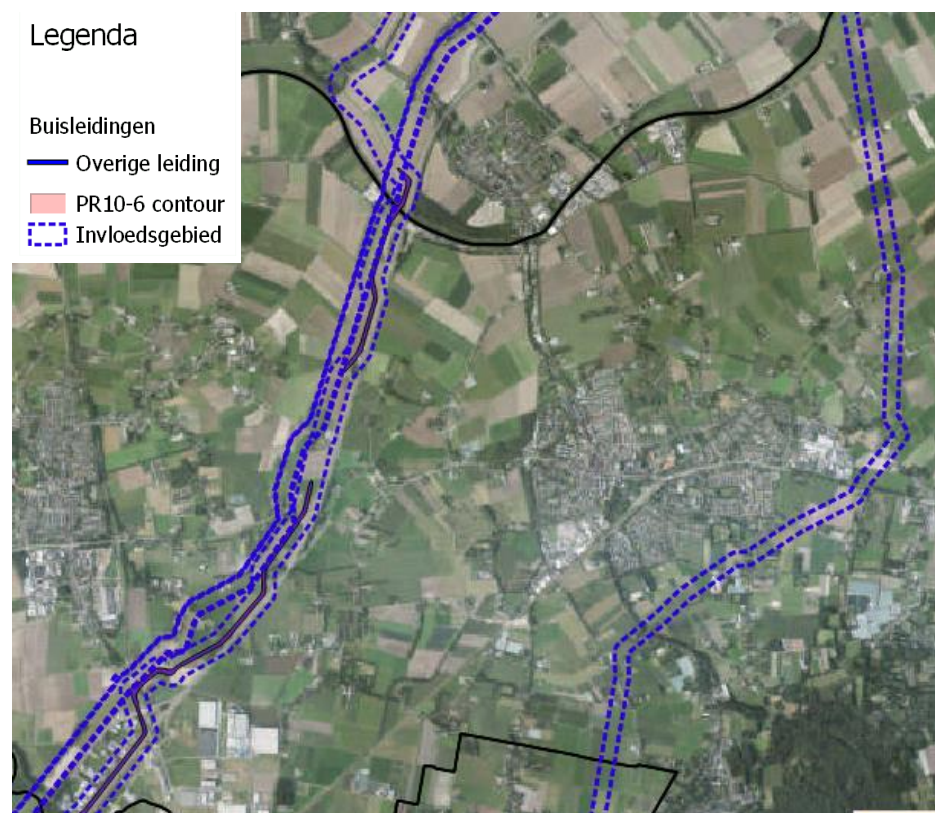 Legenda
Buisleidingen
Overige leiding
PR10-6 contour
Invloedsgebied